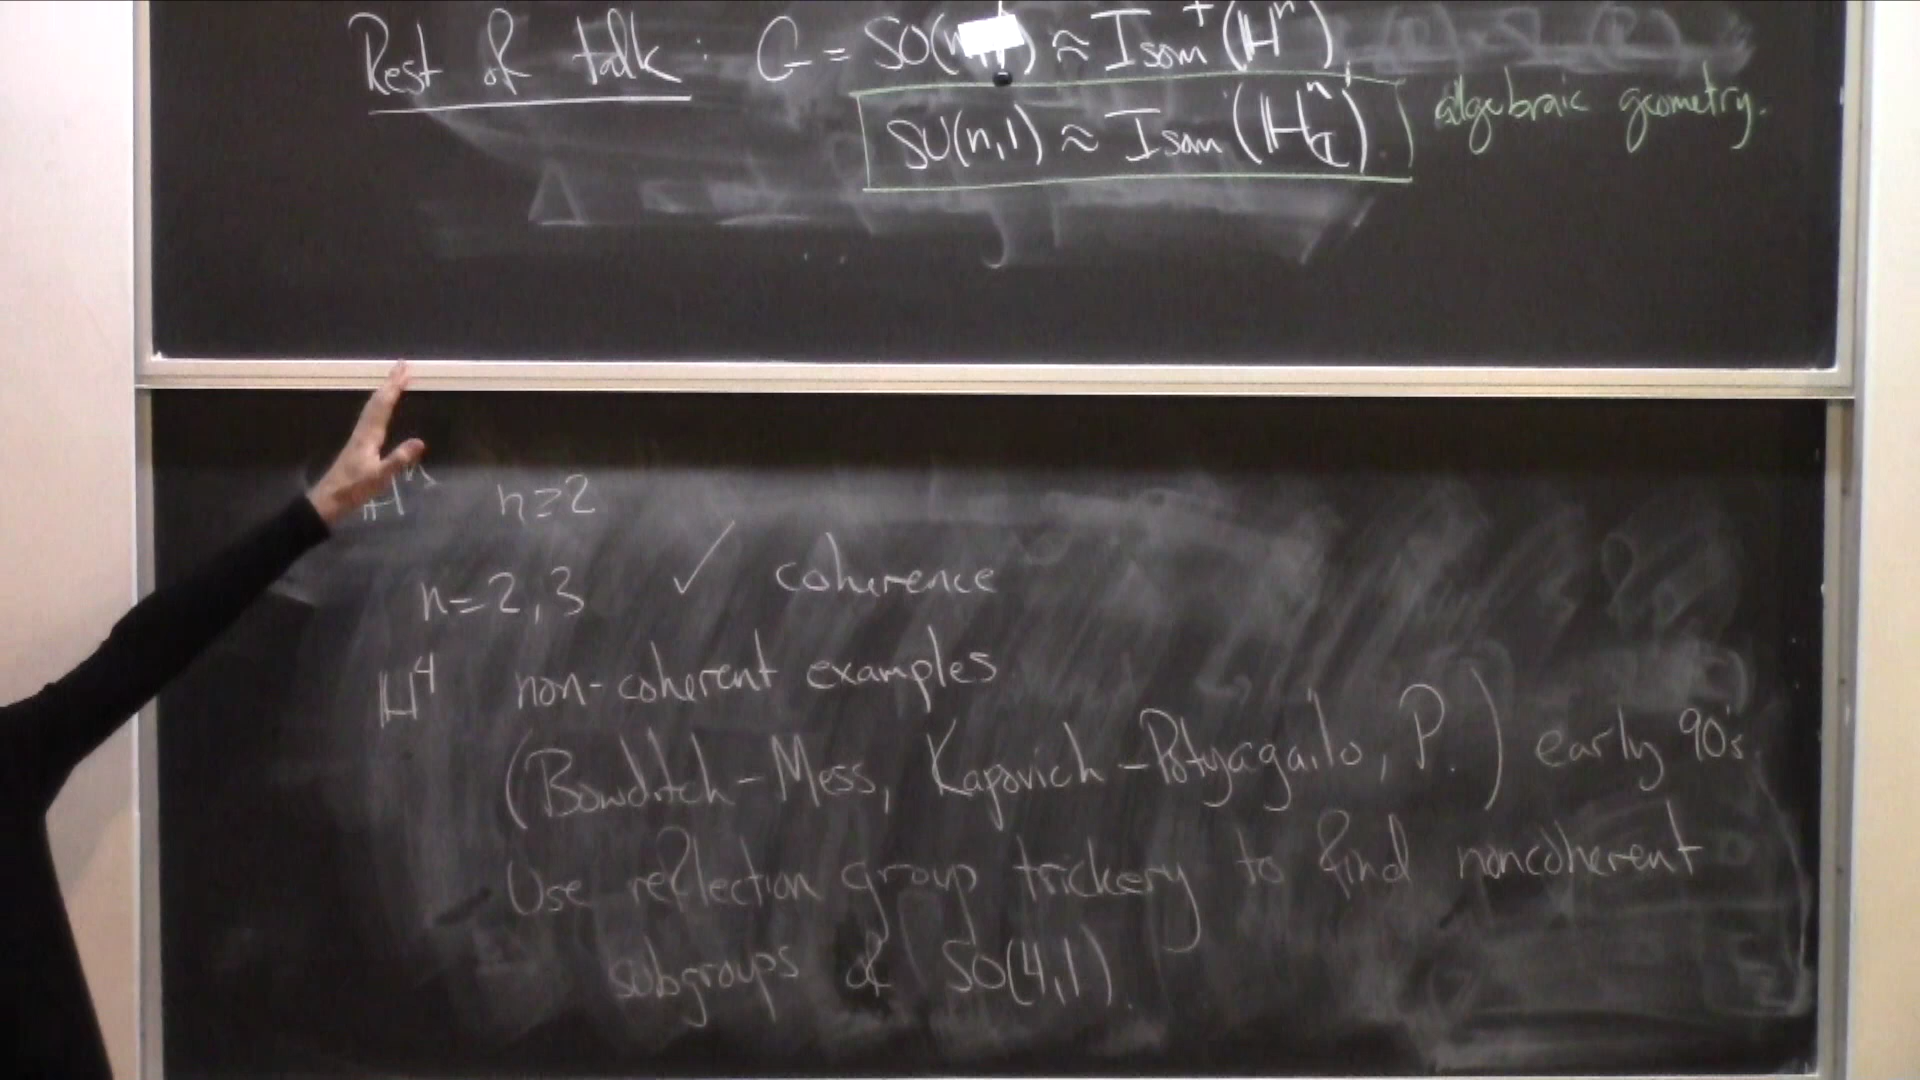 Rest of talk: G = SO(n,1) ≈ Isom⁺(ℍⁿ),
SU(n,1) ≈ Isom(ℍⁿ_ℂ) algebraic geometry.
ℍⁿ n≥2
n=2,3 ✓ coherence
ℍ⁴ non-coherent examples
(Bowditch-Mess, Kapovich-Potyagailo, P.) early 90's
Use reflection group trickery to find noncoherent
subgroups of SO(4,1).